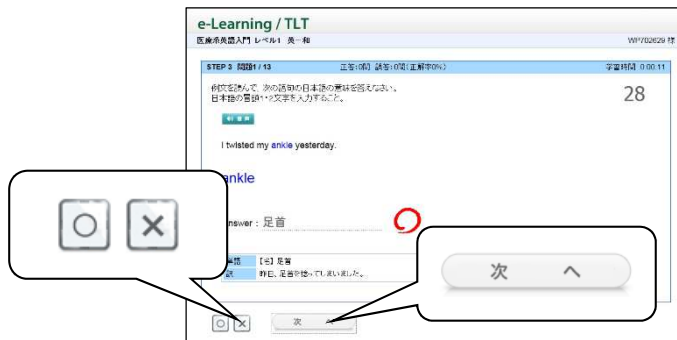 e-Learning / TLT
医療系英語入門 レベル1 英→和
WP702629 様
STEP 3 問題1 / 13
正答:0問 誤答:0問(正解率0%)
学習時間 0:00:11
例文を読んで、次の語句の日本語の意味を答えなさい。
日本語の冒頭1・2文字を入力すること。
28
I twisted my ankle yesterday.
ankle
nswer : 足首
【名】足首
訳 昨日、足首を捻ってしまいました。
次 へ
次 へ